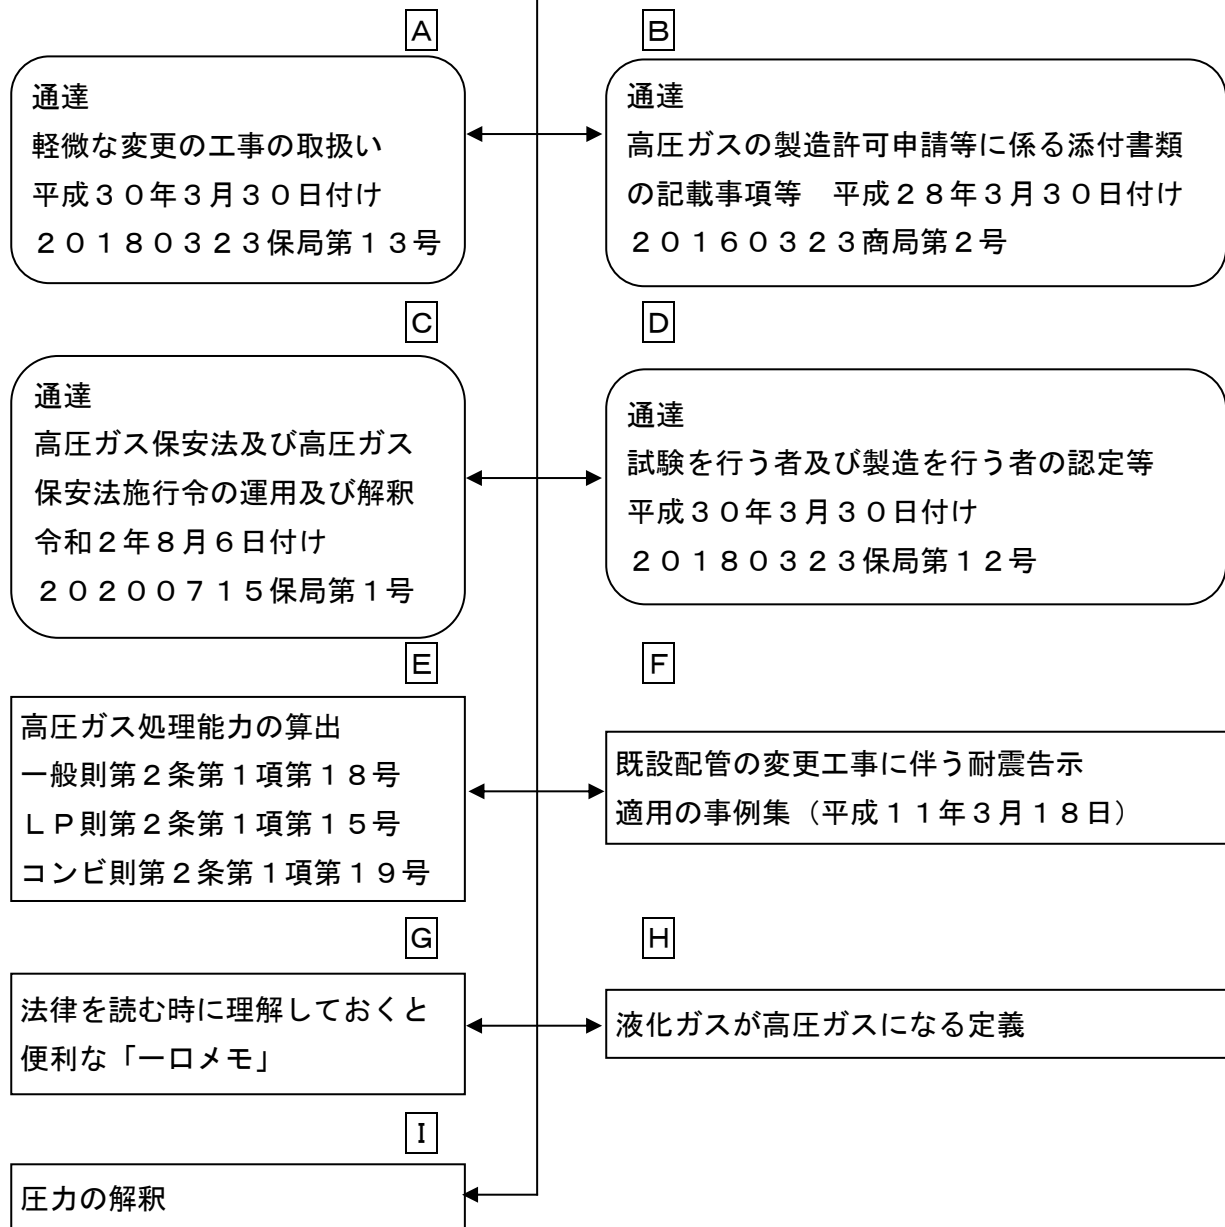 A
通達
軽微な変更の工事の取扱い
平成３０年３月３０日付け
２０１８０３２３保局第１３号
B
通達
高圧ガスの製造許可申請等に係る添付書類
の記載事項等　平成２８年３月３０日付け
２０１６０３２３商局第２号
C
通達
高圧ガス保安法及び高圧ガス
保安法施行令の運用及び解釈
令和２年８月６日付け
２０２００７１５保局第１号
D
通達
試験を行う者及び製造を行う者の認定等
平成３０年３月３０日付け
２０１８０３２３保局第１２号
E
高圧ガス処理能力の算出
一般則第２条第１項第１８号
ＬＰ則第２条第１項第１５号
コンビ則第２条第１項第１９号
F
既設配管の変更工事に伴う耐震告示
適用の事例集（平成１１年３月１８日）
G
法律を読む時に理解しておくと
便利な「一口メモ」
H
液化ガスが高圧ガスになる定義
I
圧力の解釈